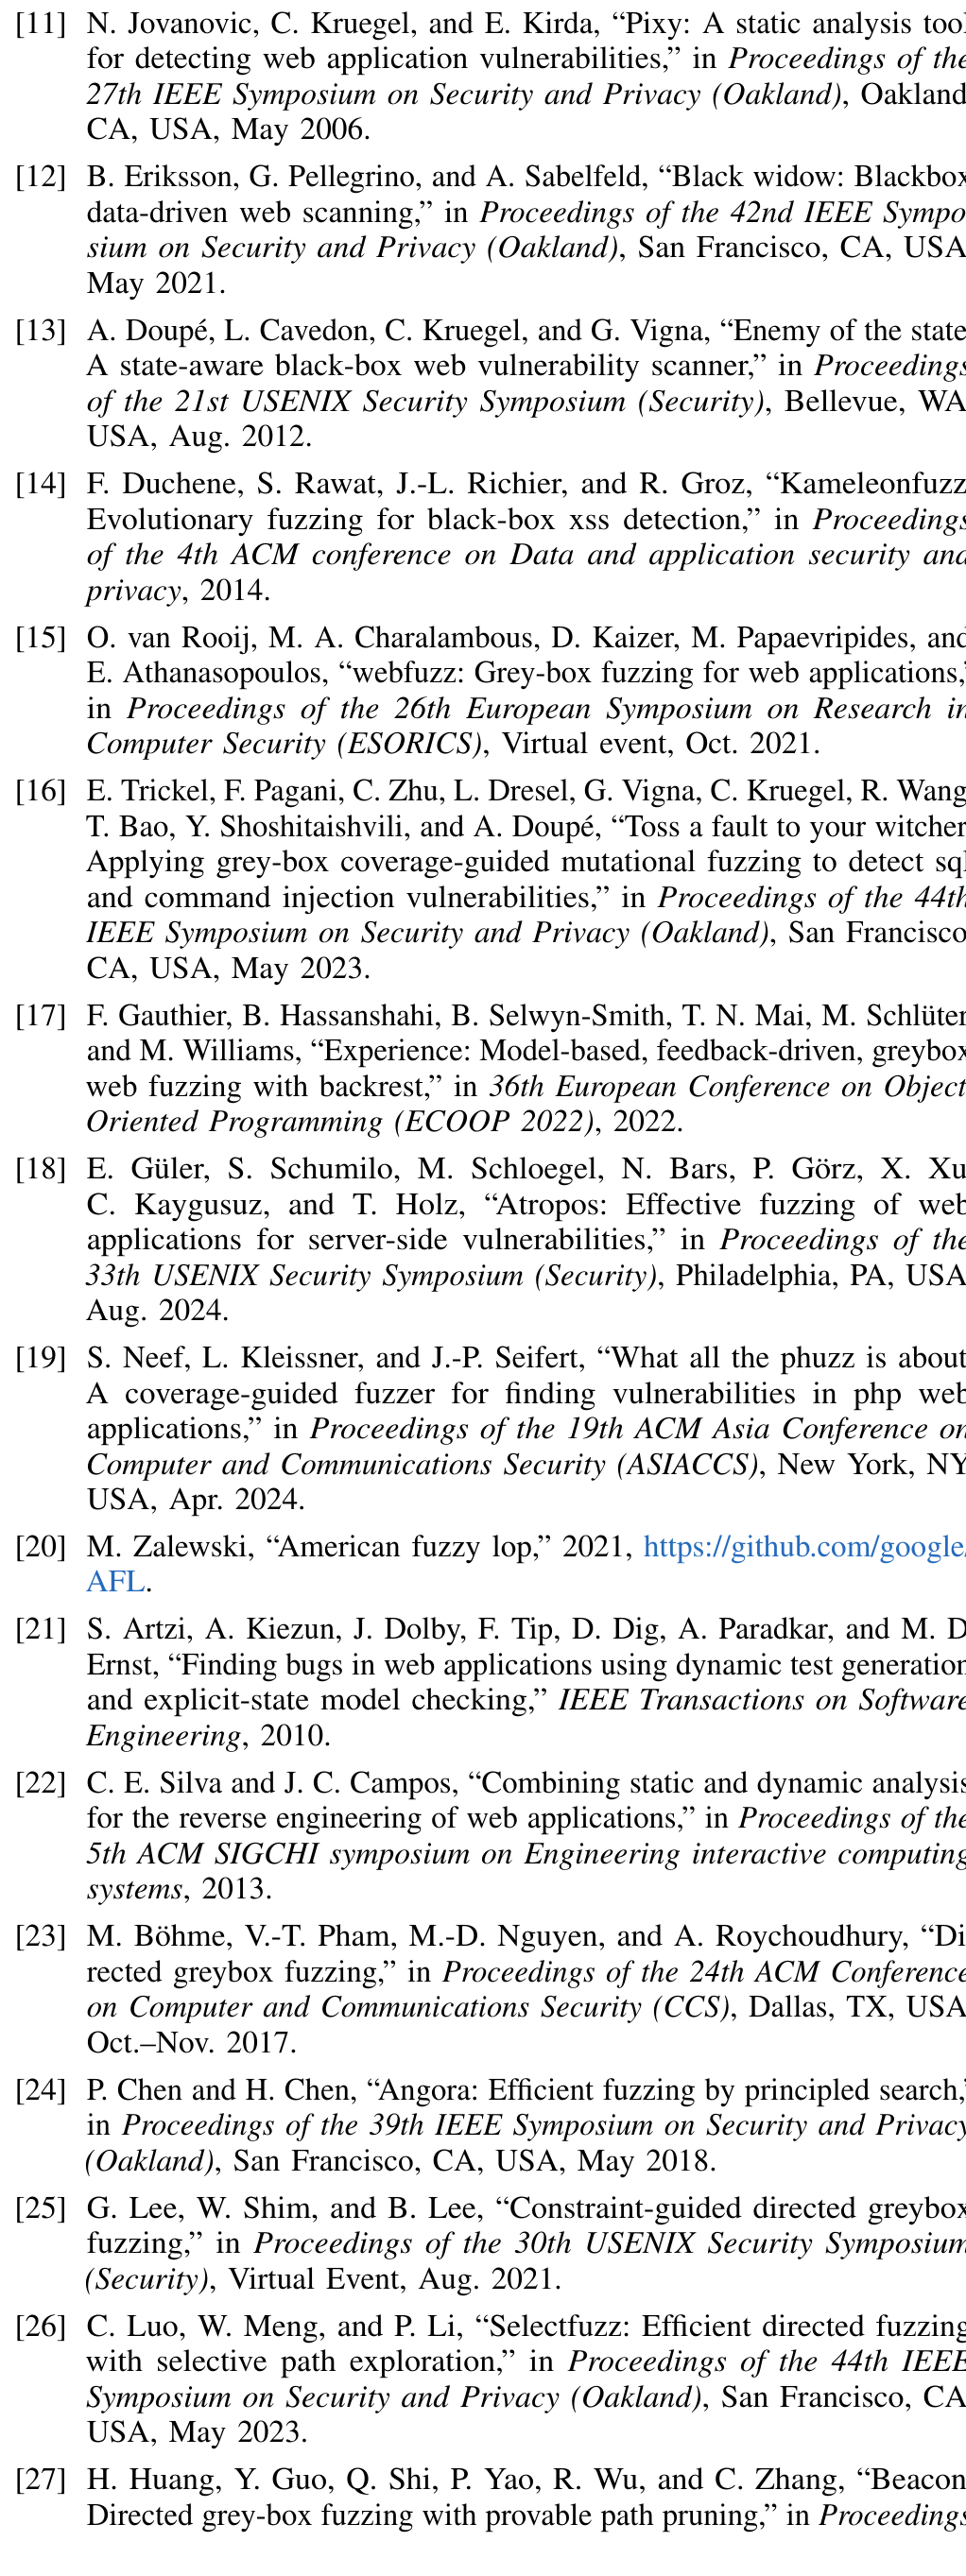 [11] N. Jovanovic, C. Kruegel, and E. Kirda, “Pixy: A static analysis tool
for detecting web application vulnerabilities,” in Proceedings of the
27th IEEE Symposium on Security and Privacy (Oakland), Oakland
CA, USA, May 2006.
[12] B. Eriksson, G. Pellegrino, and A. Sabelfeld, “Black widow: Blackbox
data-driven web scanning,” in Proceedings of the 42nd IEEE Sympo
sium on Security and Privacy (Oakland), San Francisco, CA, USA
May 2021.
[13] A. Doupé, L. Cavedon, C. Kruegel, and G. Vigna, “Enemy of the state
A state-aware black-box web vulnerability scanner,” in Proceedings
of the 21st USENIX Security Symposium (Security), Bellevue, WA
USA, Aug. 2012.
[14] F. Duchene, S. Rawat, J.-L. Richier, and R. Groz, “Kameleonfuzz
Evolutionary fuzzing for black-box xss detection,” in Proceedings
of the 4th ACM conference on Data and application security and
privacy, 2014.
[15] O. van Rooij, M. A. Charalambous, D. Kaizer, M. Papaevripides, and
E. Athanasopoulos, “webfuzz: Grey-box fuzzing for web applications,”
in Proceedings of the 26th European Symposium on Research in
Computer Security (ESORICS), Virtual event, Oct. 2021.
[16] E. Trickel, F. Pagani, C. Zhu, L. Dresel, G. Vigna, C. Kruegel, R. Wang
T. Bao, Y. Shoshitaishvili, and A. Doupé, “Toss a fault to your witcher
Applying grey-box coverage-guided mutational fuzzing to detect sql
and command injection vulnerabilities,” in Proceedings of the 44th
IEEE Symposium on Security and Privacy (Oakland), San Francisco
CA, USA, May 2023.
[17] F. Gauthier, B. Hassanshahi, B. Selwyn-Smith, T. N. Mai, M. Schlüter
and M. Williams, “Experience: Model-based, feedback-driven, greybox
web fuzzing with backrest,” in 36th European Conference on Object
Oriented Programming (ECOOP 2022), 2022.
[18] E. Güler, S. Schumilo, M. Schloegel, N. Bars, P. Görz, X. Xu
C. Kaygusuz, and T. Holz, “Atropos: Effective fuzzing of web
applications for server-side vulnerabilities,” in Proceedings of the
33th USENIX Security Symposium (Security), Philadelphia, PA, USA
Aug. 2024.
[19] S. Neef, L. Kleissner, and J.-P. Seifert, “What all the phuzz is about
A coverage-guided fuzzer for finding vulnerabilities in php web
applications,” in Proceedings of the 19th ACM Asia Conference on
Computer and Communications Security (ASIACCS), New York, NY
USA, Apr. 2024.
[20] M. Zalewski, “American fuzzy lop,” 2021, https://github.com/google/
AFL.
[21] S. Artzi, A. Kiezun, J. Dolby, F. Tip, D. Dig, A. Paradkar, and M. D
Ernst, “Finding bugs in web applications using dynamic test generation
and explicit-state model checking,” IEEE Transactions on Software
Engineering, 2010.
[22] C. E. Silva and J. C. Campos, “Combining static and dynamic analysis
for the reverse engineering of web applications,” in Proceedings of the
5th ACM SIGCHI symposium on Engineering interactive computing
systems, 2013.
[23] M. Böhme, V.-T. Pham, M.-D. Nguyen, and A. Roychoudhury, “Di
rected greybox fuzzing,” in Proceedings of the 24th ACM Conference
on Computer and Communications Security (CCS), Dallas, TX, USA
Oct.–Nov. 2017.
[24] P. Chen and H. Chen, “Angora: Efficient fuzzing by principled search,”
in Proceedings of the 39th IEEE Symposium on Security and Privacy
(Oakland), San Francisco, CA, USA, May 2018.
[25] G. Lee, W. Shim, and B. Lee, “Constraint-guided directed greybox
fuzzing,” in Proceedings of the 30th USENIX Security Symposium
(Security), Virtual Event, Aug. 2021.
[26] C. Luo, W. Meng, and P. Li, “Selectfuzz: Efficient directed fuzzing
with selective path exploration,” in Proceedings of the 44th IEEE
Symposium on Security and Privacy (Oakland), San Francisco, CA
USA, May 2023.
[27] H. Huang, Y. Guo, Q. Shi, P. Yao, R. Wu, and C. Zhang, “Beacon
Directed grey-box fuzzing with provable path pruning,” in Proceedings